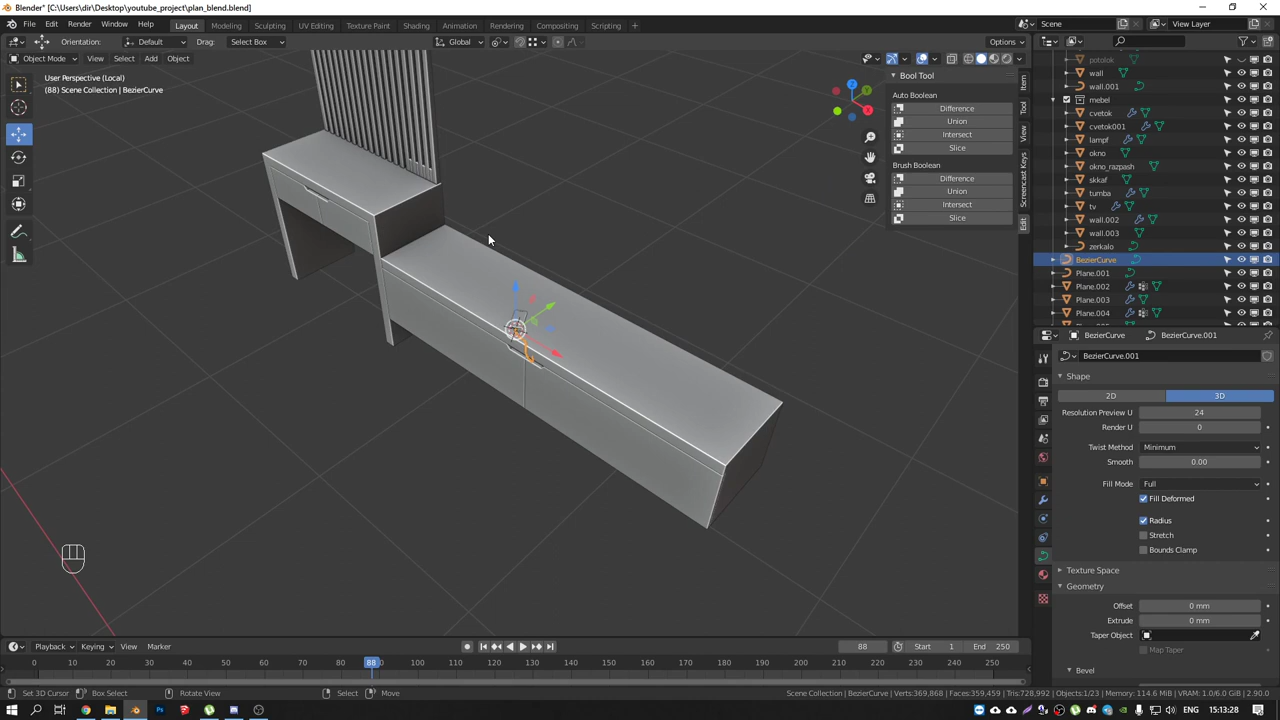 Blender* [C:\Users\dir\Desktop\youtube_project\plan_blend.blend]
File Edit Render Window Help Layout Modeling Sculpting UV Editing Texture Paint Shading Animation Rendering Compositing Scripting Scene View Layer
Orientation: Default Drag: Select Box Global Options
Object Mode View Select Add Object
User Perspective (Local)
(88) Scene Collection | BezierCurve
Bool Tool
Auto Boolean
Difference
Union
Intersect
Slice
Brush Boolean
Difference
Union
Intersect
Slice
Item
Tool
View
Screencast Keys
Edit
potolok
wall
wall.001
mebel
cvetok
cvetok001
lampf
okno
okno_razpash
skkaf
tumba
tv
wall.002
wall.003
zerkalo
BezierCurve
Plane.001
Plane.002
Plane.003
Plane.004
BezierCurve BezierCurve.001
BezierCurve.001
Shape
2D 3D
Resolution Preview U 24
Render U 0
Twist Method Minimum
Smooth 0.00
Fill Mode Full
Fill Deformed
Radius
Stretch
Bounds Clamp
Texture Space
Geometry
Offset 0 mm
Extrude 0 mm
Taper Object
Map Taper
Bevel
Playback Keying View Marker 88 Start 1 End 250
0 10 20 30 40 50 60 70 80 88 90 100 110 120 130 140 150 160 170 180 190 200 210 220 230 240 250
Set 3D Cursor Box Select Rotate View Select Move Scene Collection | BezierCurve | Verts:369,868 | Faces:359,459 | Tris:728,992 | Objects:1/23 | Memory: 114.6 MiB | VRAM: 1.0/6.0 GiB | 2.90.0
ENG 15:13:28